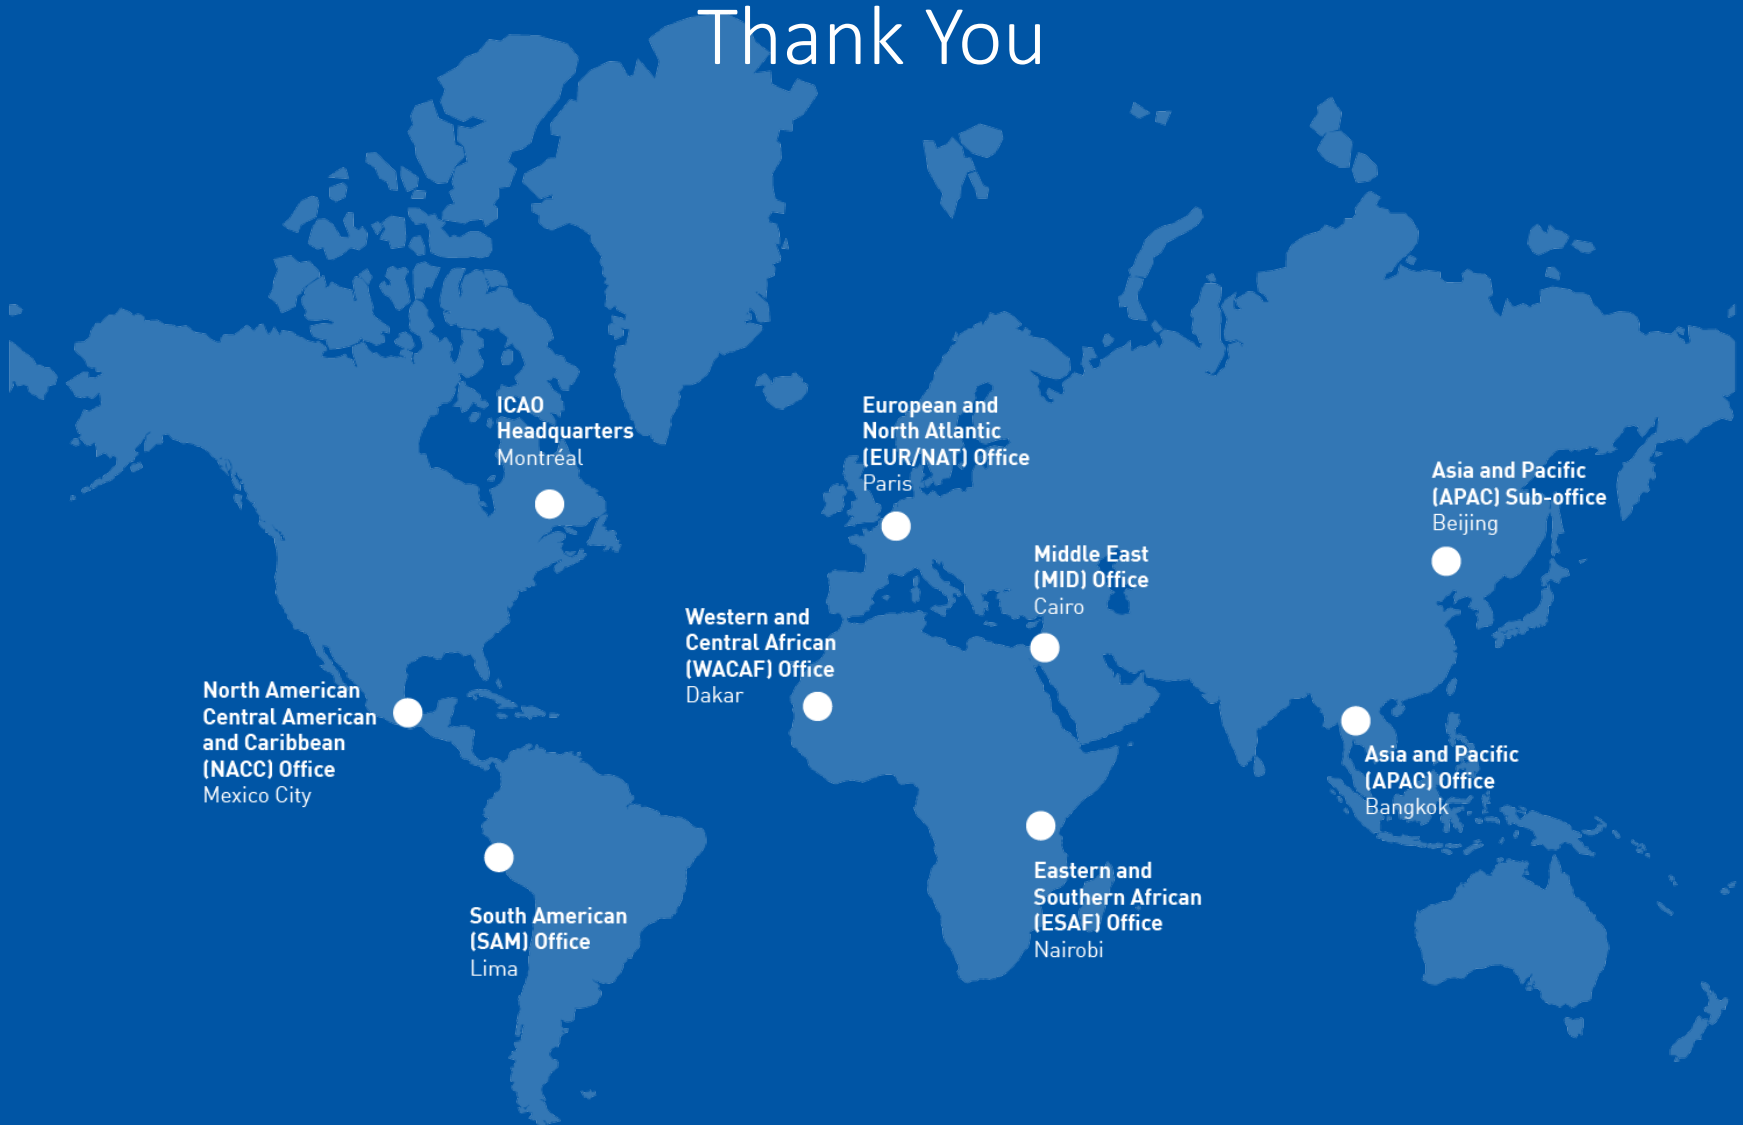 Thank You
ICAO
Headquarters
Montréal
European and
North Atlantic
(EUR/NAT) Office
Paris
Asia and Pacific
(APAC) Sub-office
Beijing
Middle East
(MID) Office
Cairo
Western and
Central African
(WACAF) Office
Dakar
North American
Central American
and Caribbean
(NACC) Office
Mexico City
Asia and Pacific
(APAC) Office
Bangkok
Eastern and
Southern African
(ESAF) Office
Nairobi
South American
(SAM) Office
Lima